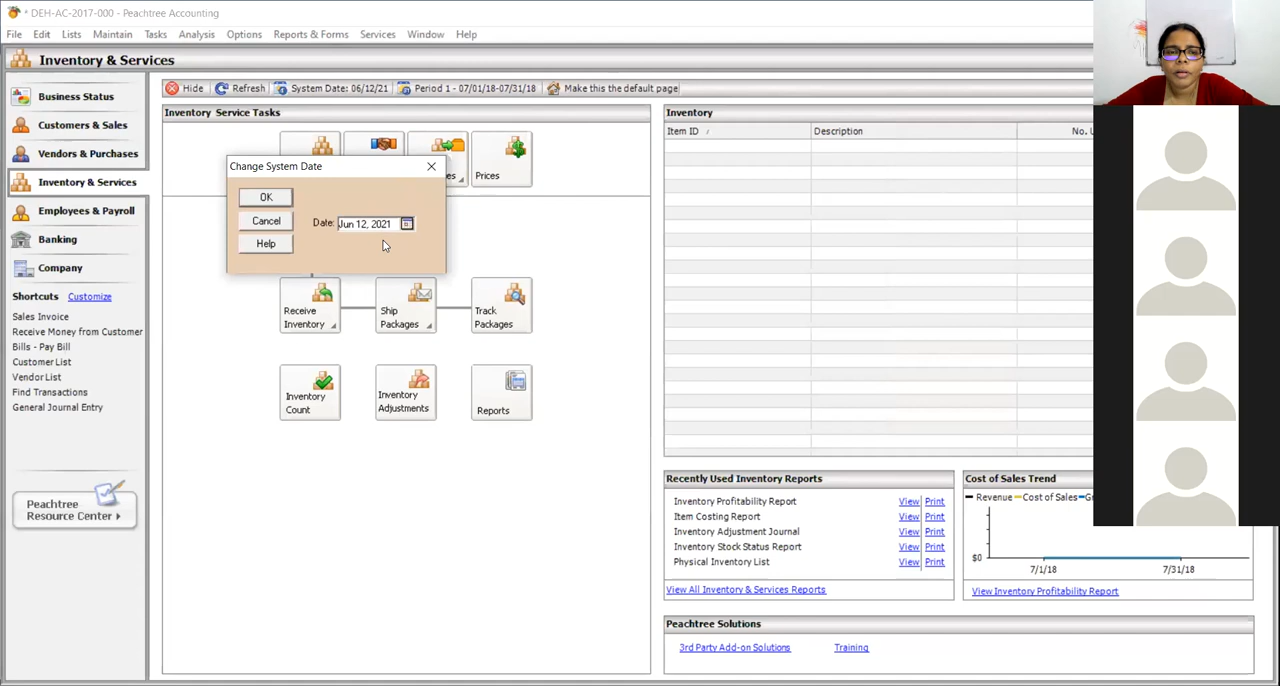 * DEH-AC-2017-000 - Peachtree Accounting
File Edit Lists Maintain Tasks Analysis Options Reports & Forms Services Window Help
Inventory & Services
Business Status
Customers & Sales
Vendors & Purchases
Inventory & Services
Employees & Payroll
Banking
Company
Shortcuts Customize
Sales Invoice
Receive Money from Customer
Bills - Pay Bill
Customer List
Vendor List
Find Transactions
General Journal Entry
Peachtree
Resource Center
Hide Refresh System Date: 06/12/21 Period 1 - 07/01/18-07/31/18 Make this the default page
Inventory Service Tasks
es
Prices
Change System Date
OK
Cancel
Help
Date: Jun 12, 2021
Receive
Inventory
Ship
Packages
Track
Packages
Inventory
Count
Inventory
Adjustments
Reports
Inventory
Item ID / Description No. U
Recently Used Inventory Reports
Inventory Profitability Report View Print
Item Costing Report View Print
Inventory Adjustment Journal View Print
Inventory Stock Status Report View Print
Physical Inventory List View Print
View All Inventory & Services Reports
Cost of Sales Trend
Revenue Cost of Sales Gr
$0
7/1/18 7/31/18
View Inventory Profitability Report
Peachtree Solutions
3rd Party Add-on Solutions Training